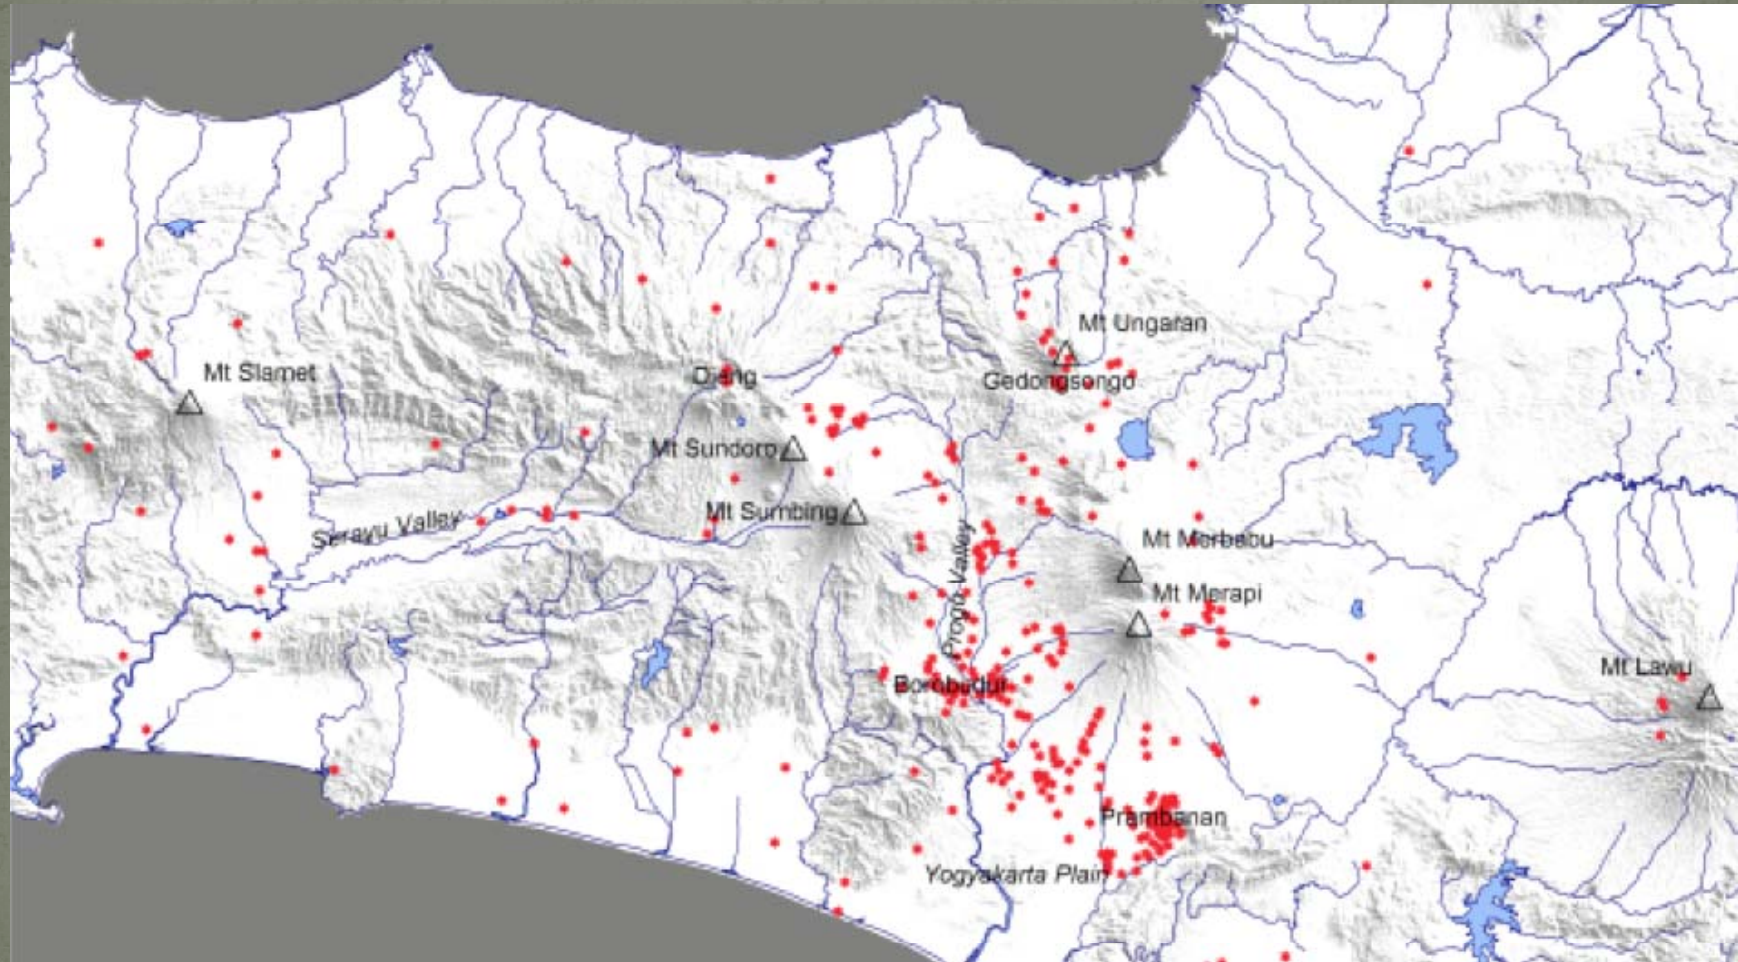 Mt Ungaran
Mt Slamet
Dieng
Gedongsongo
Mt Sundoro
Mt Sumbing
Serayu Valley
Progo Valley
Mt Merbabu
Mt Merapi
Mt Lawu
Borobudur
Prambanan
Yogyakarta Plain